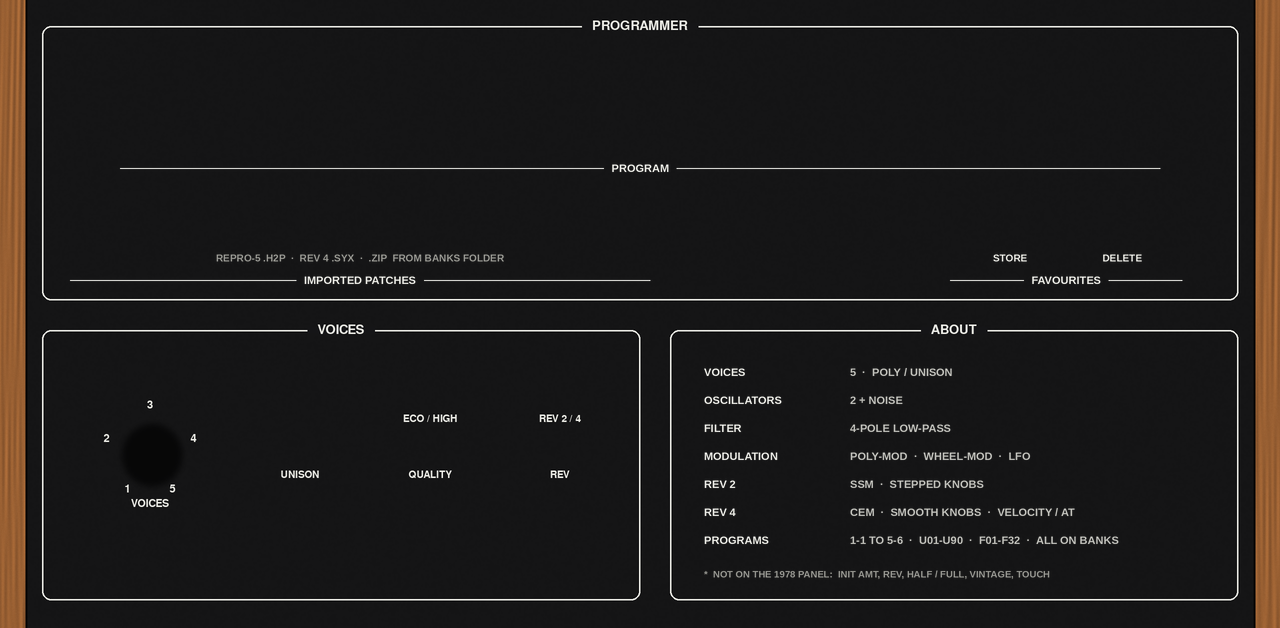 PROGRAMMER
PROGRAM
REPRO-5 .H2P · REV 4 .SYX · .ZIP FROM BANKS FOLDER
STORE DELETE
IMPORTED PATCHES
FAVOURITES
VOICES
3
2 4
1 5
VOICES
ECO / HIGH REV 2 / 4
UNISON QUALITY REV
ABOUT
VOICES 5 · POLY / UNISON
OSCILLATORS 2 + NOISE
FILTER 4-POLE LOW-PASS
MODULATION POLY-MOD · WHEEL-MOD · LFO
REV 2 SSM · STEPPED KNOBS
REV 4 CEM · SMOOTH KNOBS · VELOCITY / AT
PROGRAMS 1-1 TO 5-6 · U01-U90 · F01-F32 · ALL ON BANKS
* NOT ON THE 1978 PANEL: INIT AMT, REV, HALF / FULL, VINTAGE, TOUCH